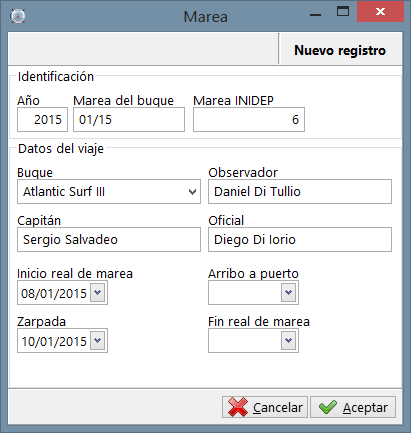 Marea
Nuevo registro
Identificación
Año Marea del buque Marea INIDEP
2015 01/15 6
Datos del viaje
Buque Observador
Atlantic Surf III Daniel Di Tullio
Capitán Oficial
Sergio Salvadeo Diego Di Iorio
Inicio real de marea Arribo a puerto
08/01/2015
Zarpada Fin real de marea
10/01/2015
Cancelar Aceptar